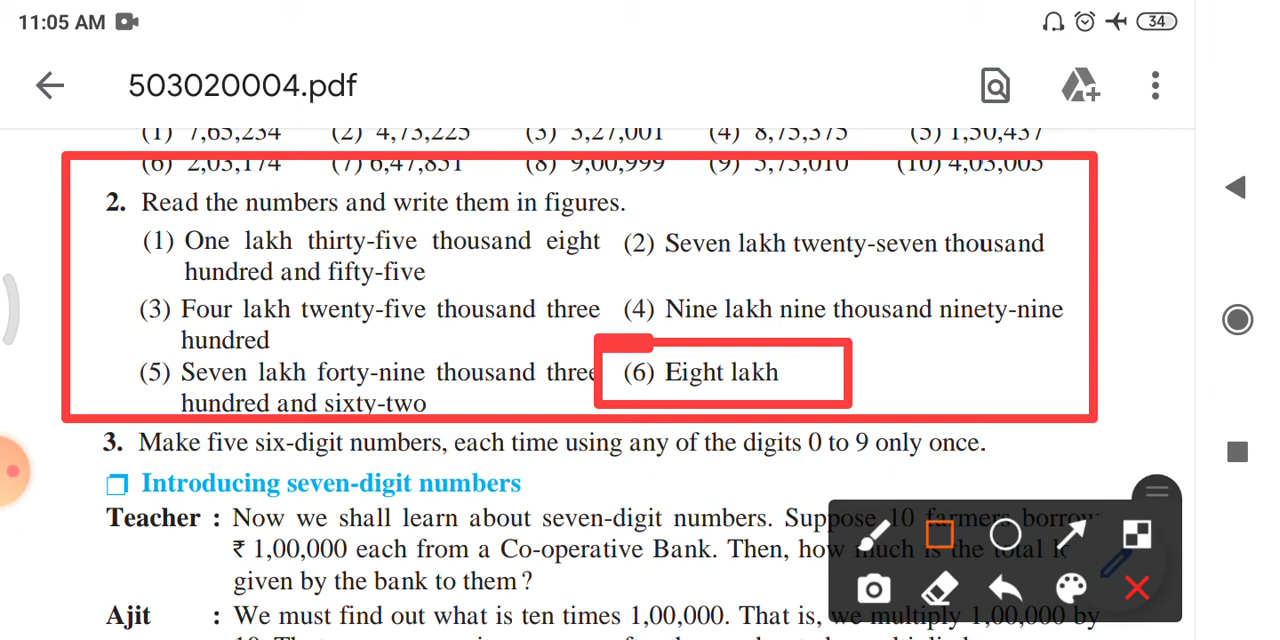 11:05 AM
34
503020004.pdf
(1) 7,65,234 (2) 4,73,225 (3) 3,27,001 (4) 8,75,375 (5) 1,50,437
(6) 2,03,174 (7) 6,47,851 (8) 9,00,999 (9) 5,75,010 (10) 4,03,005
2. Read the numbers and write them in figures.
(1) One lakh thirty-five thousand eight (2) Seven lakh twenty-seven thousand
hundred and fifty-five
(3) Four lakh twenty-five thousand three (4) Nine lakh nine thousand ninety-nine
hundred
(5) Seven lakh forty-nine thousand three (6) Eight lakh
hundred and sixty-two
3. Make five six-digit numbers, each time using any of the digits 0 to 9 only once.
Introducing seven-digit numbers
Teacher : Now we shall learn about seven-digit numbers. Suppose 10 farmers borrow
₹ 1,00,000 each from a Co-operative Bank. Then, how much is the total
given by the bank to them?
Ajit : We must find out what is ten times 1,00,000. That is, we multiply 1,00,000 by